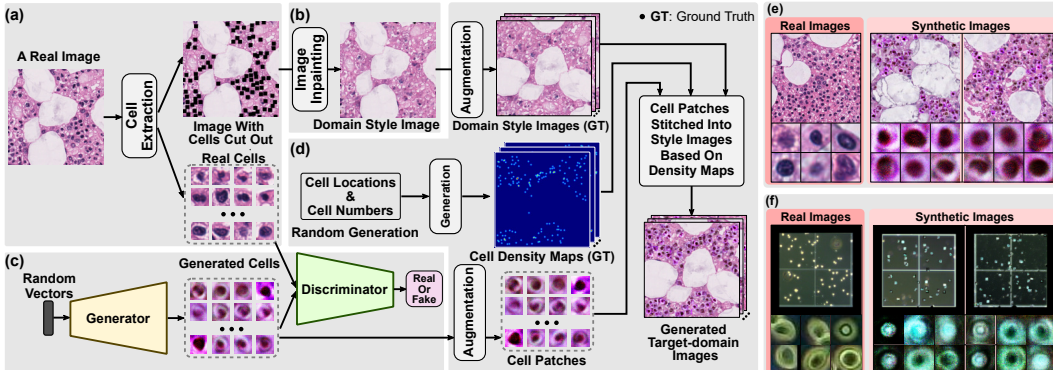 (a)
A Real Image
Cell
Extraction
Image With
Cells Cut Out
Real Cells
(b)
Image
Inpainting
Domain Style Image
Augmentation
Domain Style Images (GT)
• GT: Ground Truth
Cell Patches
Stitched Into
Style Images
Based On
Density Maps
(d)
Cell Locations
&
Cell Numbers
Random Generation
Generation
Cell Density Maps (GT)
(c)
Random
Vectors
Generator
Generated Cells
Discriminator
Real
Or
Fake
Augmentation
Cell Patches
Generated
Target-domain
Images
(e)
Real Images
Synthetic Images
(f)
Real Images
Synthetic Images